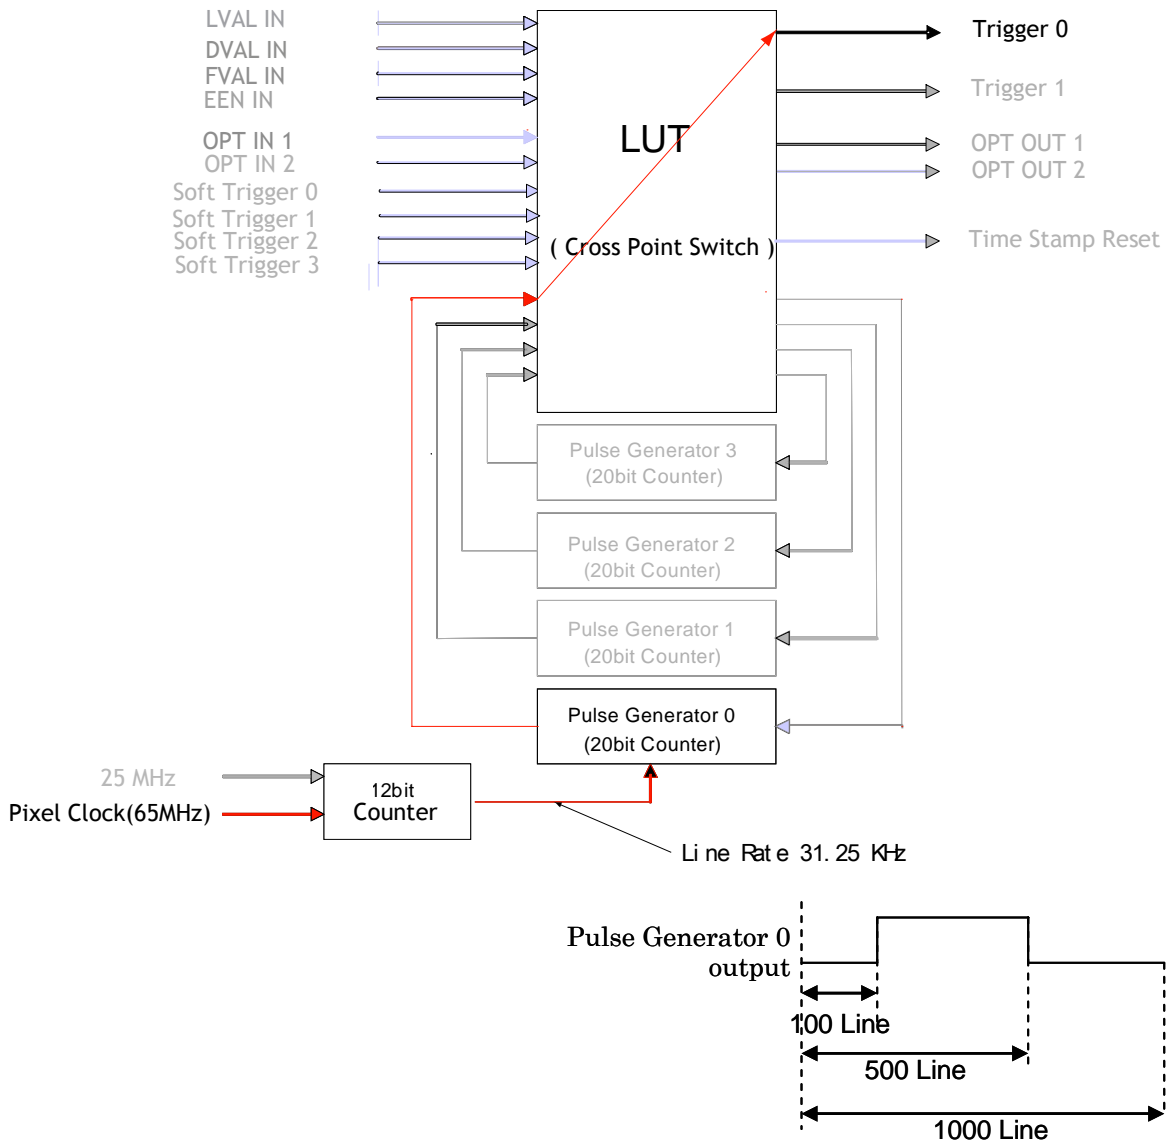 LVAL IN
DVAL IN
FVAL IN
EEN IN
OPT IN 1
OPT IN 2
Soft Trigger 0
Soft Trigger 1
Soft Trigger 2
Soft Trigger 3
LUT
( Cross Point Switch )
Trigger 0
Trigger 1
OPT OUT 1
OPT OUT 2
Time Stamp Reset
Pulse Generator 3
(20bit Counter)
Pulse Generator 2
(20bit Counter)
Pulse Generator 1
(20bit Counter)
Pulse Generator 0
(20bit Counter)
25 MHz
Pixel Clock(65MHz)
12bit
Counter
Line Rate 31.25 KHz
Pulse Generator 0
output
100 Line
500 Line
1000 Line